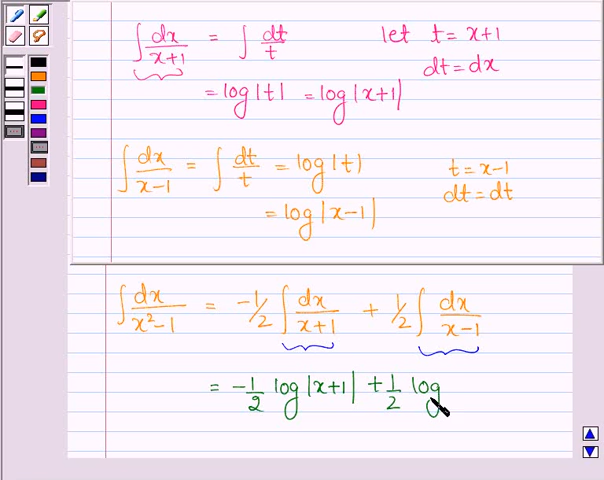 ∫ dx/(x+1) = ∫ dt/t let t = x+1
dt = dx
= log|t| = log|x+1|
∫ dx/(x-1) = ∫ dt/t = log|t| t = x-1
= log|x-1| dt = dt
∫ dx/(x²-1) = -1/2 ∫ dx/(x+1) + 1/2 ∫ dx/(x-1)
= -1/2 log|x+1| + 1/2 log